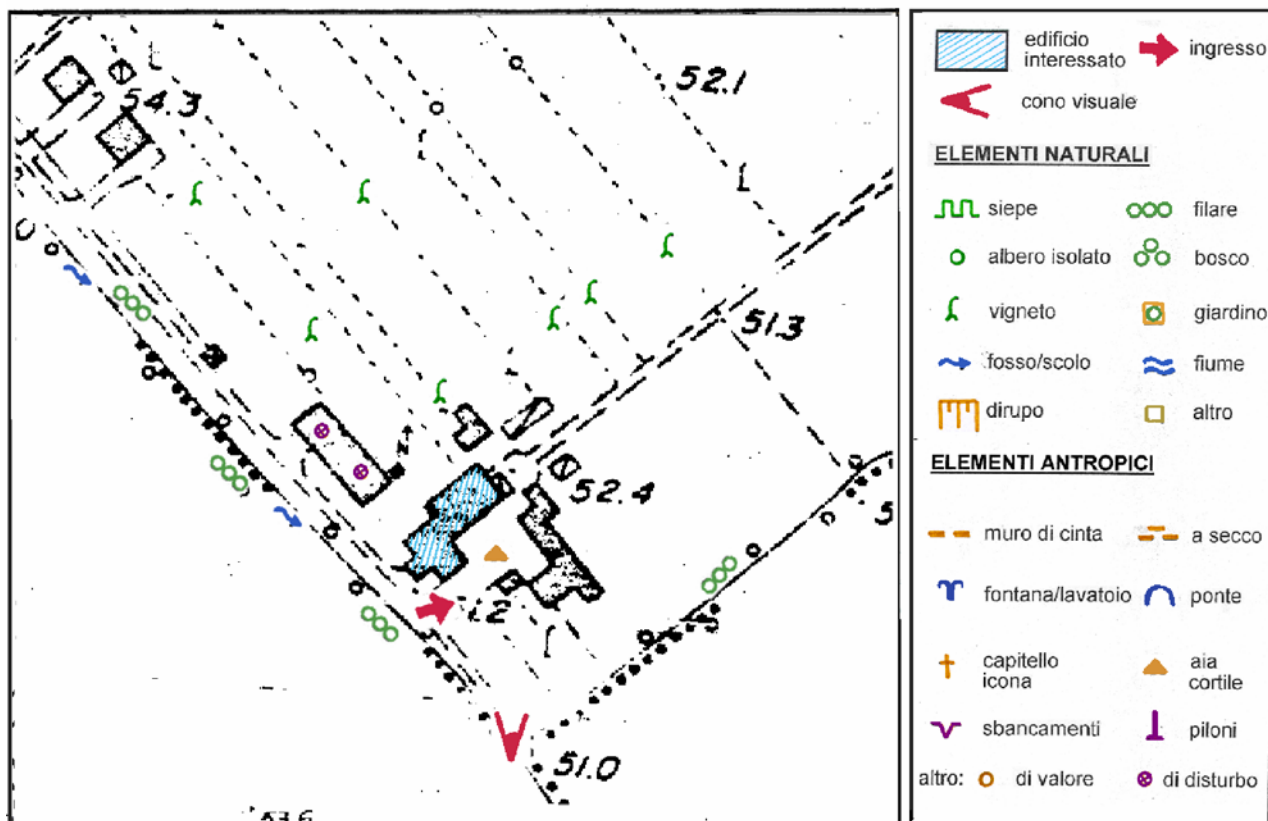 54.3
52.1
51.3
52.4
51.0
edificio interessato
ingresso
cono visuale
ELEMENTI NATURALI
siepe
filare
albero isolato
bosco
vigneto
giardino
fosso/scolo
fiume
dirupo
altro
ELEMENTI ANTROPICI
muro di cinta
a secco
fontana/lavatoio
ponte
capitello
icona
aia
cortile
sbancamenti
piloni
altro:
di valore
di disturbo